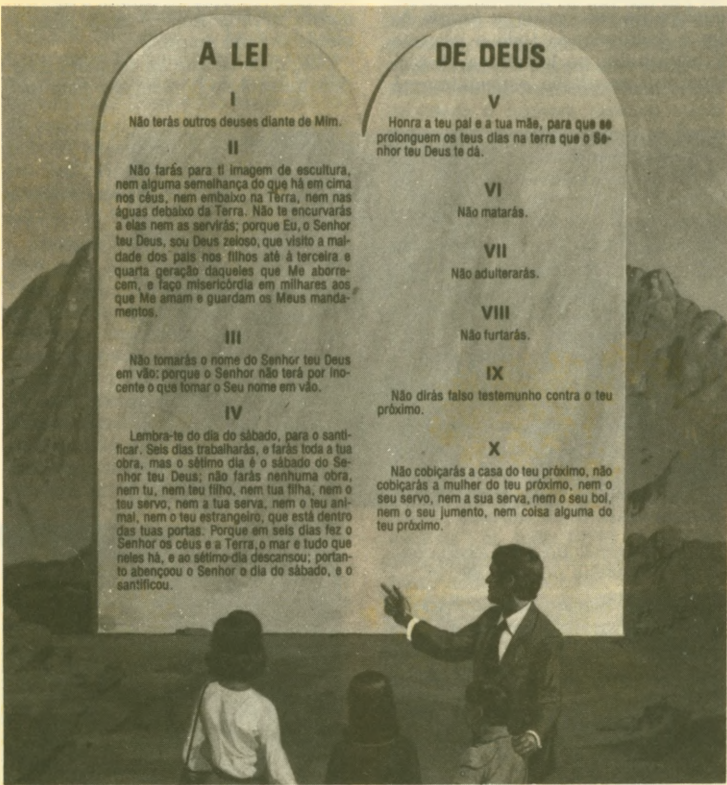 A LEI
I
Não terás outros deuses diante de Mim.
II
Não farás para ti imagem de escultura,
nem alguma semelhança do que há em cima
nos céus, nem embaixo na Terra, nem nas
águas debaixo da Terra. Não te encurvarás
a elas nem as servirás; porque Eu, o Senhor
teu Deus, sou Deus zeloso, que visito a mal-
dade dos pais nos filhos até à terceira e
quarta geração daqueles que Me aborre-
cem, e faço misericórdia em milhares aos
que Me amam e guardam os Meus manda-
mentos.
III
Não tomarás o nome do Senhor teu Deus
em vão; porque o Senhor não terá por ino-
cente o que tomar o Seu nome em vão.
IV
Lembra-te do dia do sábado, para o santi-
ficar. Seis dias trabalharás, e farás toda a tua
obra, mas o sétimo dia é o sábado do Se-
nhor teu Deus; não farás nenhuma obra,
nem tu, nem teu filho, nem tua filha, nem o
teu servo, nem a tua serva, nem o teu ani-
mal, nem o teu estrangeiro, que está dentro
das tuas portas. Porque em seis dias fez o
Senhor os céus e a Terra, o mar e tudo que
neles há, e ao sétimo-dia descansou; portan-
to abençoou o Senhor o dia do sábado, e o
santificou.
DE DEUS
V
Honra a teu pai e a tua mãe, para que se
prolonguem os teus dias na terra que o Se-
nhor teu Deus te dá.
VI
Não matarás.
VII
Não adulterarás.
VIII
Não furtarás.
IX
Não dirás falso testemunho contra o teu
próximo.
X
Não cobiçarás a casa do teu próximo, não
cobiçarás a mulher do teu próximo, nem o
seu servo, nem a sua serva, nem o seu boi,
nem o seu jumento, nem coisa alguma do
teu próximo.